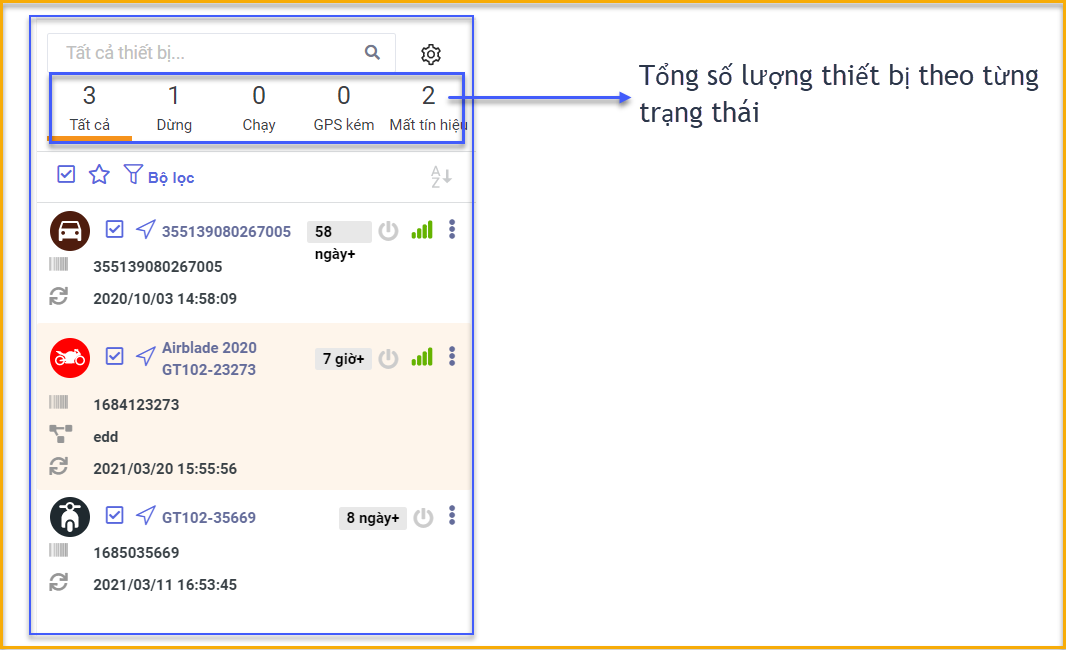 Tất cả thiết bị...
3 1 0 0 2
Tất cả Dừng Chạy GPS kém Mất tín hiệu
Tổng số lượng thiết bị theo từng
trạng thái
Bộ lọc
A
Z
355139080267005 58
ngày+
355139080267005
2020/10/03 14:58:09
Airblade 2020
GT102-23273
7 giờ+
1684123273
edd
2021/03/20 15:55:56
GT102-35669 8 ngày+
1685035669
2021/03/11 16:53:45